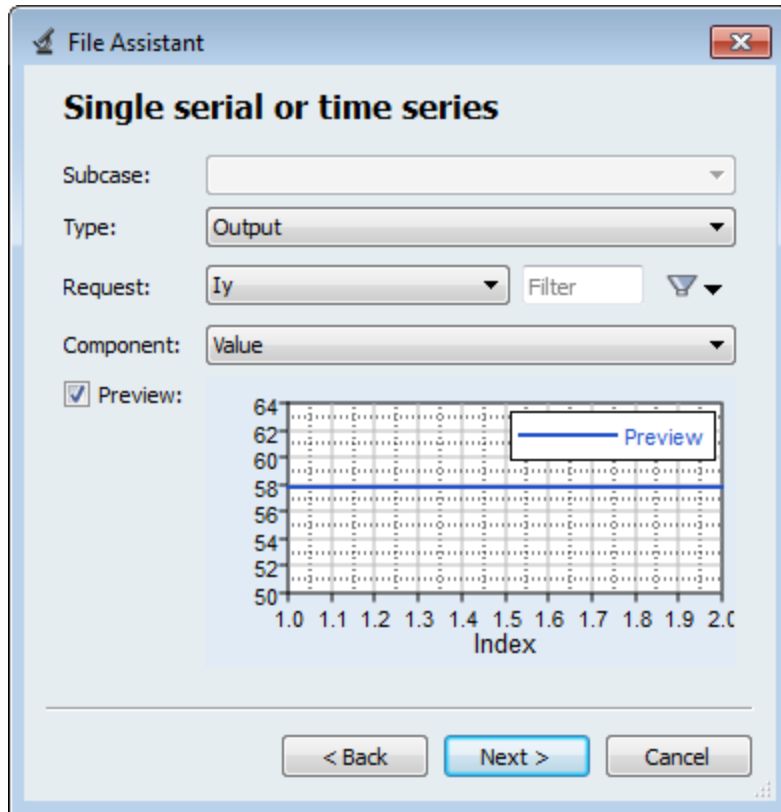 File Assistant
Single serial or time series
Subcase:
Type: Output
Request: Iy Filter
Component: Value
Preview:
Preview
64
62
60
58
56
54
52
50
1.0 1.1 1.2 1.3 1.4 1.5 1.6 1.7 1.8 1.9 2.0
Index
< Back Next > Cancel